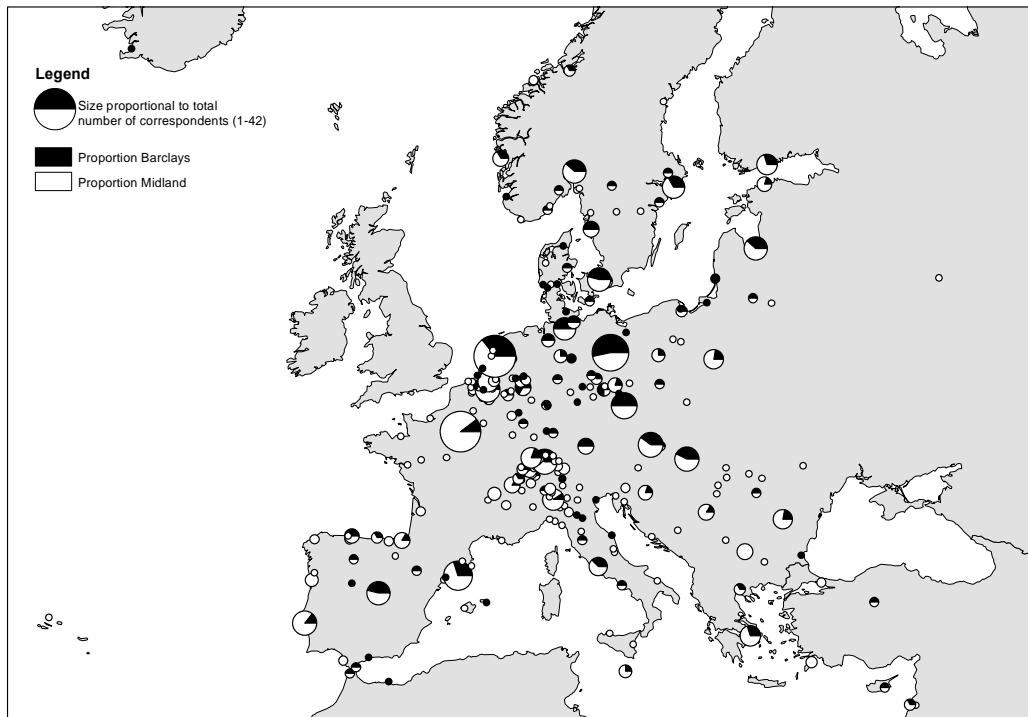 Legend
Size proportional to total
number of correspondents (1-42)
Proportion Barclays
Proportion Midland